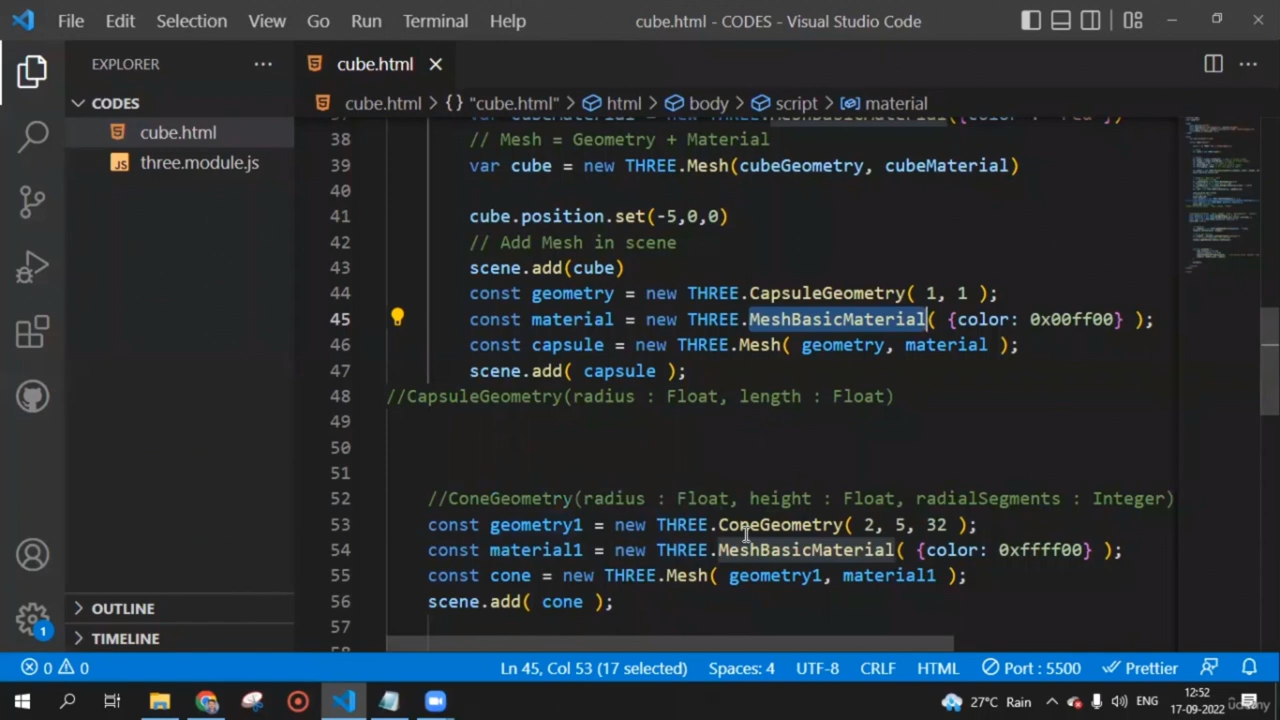 File Edit Selection View Go Run Terminal Help cube.html - CODES - Visual Studio Code
EXPLORER
cube.html
CODES
cube.html > {} "cube.html" > html > body > script > material
cube.html
JS three.module.js
38 // Mesh = Geometry + Material
39 var cube = new THREE.Mesh(cubeGeometry, cubeMaterial)
40
41 cube.position.set(-5,0,0)
42 // Add Mesh in scene
43 scene.add(cube)
44 const geometry = new THREE.CapsuleGeometry( 1, 1 );
45 const material = new THREE.MeshBasicMaterial( {color: 0x00ff00} );
46 const capsule = new THREE.Mesh( geometry, material );
47 scene.add( capsule );
48 //CapsuleGeometry(radius : Float, length : Float)
49
50
51
52 //ConeGeometry(radius : Float, height : Float, radialSegments : Integer)
53 const geometry1 = new THREE.ConeGeometry( 2, 5, 32 );
54 const material1 = new THREE.MeshBasicMaterial( {color: 0xffff00} );
55 const cone = new THREE.Mesh( geometry1, material1 );
56 scene.add( cone );
57
OUTLINE
TIMELINE
1
0 0 Ln 45, Col 53 (17 selected) Spaces: 4 UTF-8 CRLF HTML Port : 5500 Prettier
27°C Rain ENG 12:52
17-09-2022
Udemy